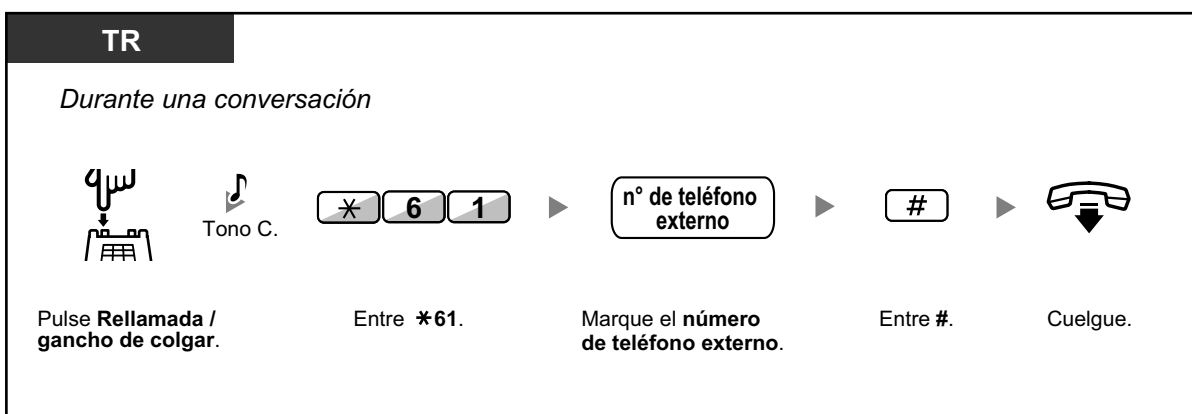 TR
Durante una conversación
Tono C.
* 6 1
n° de teléfono
externo
#
Pulse Rellamada /
gancho de colgar.
Entre *61.
Marque el número
de teléfono externo.
Entre #.
Cuelgue.